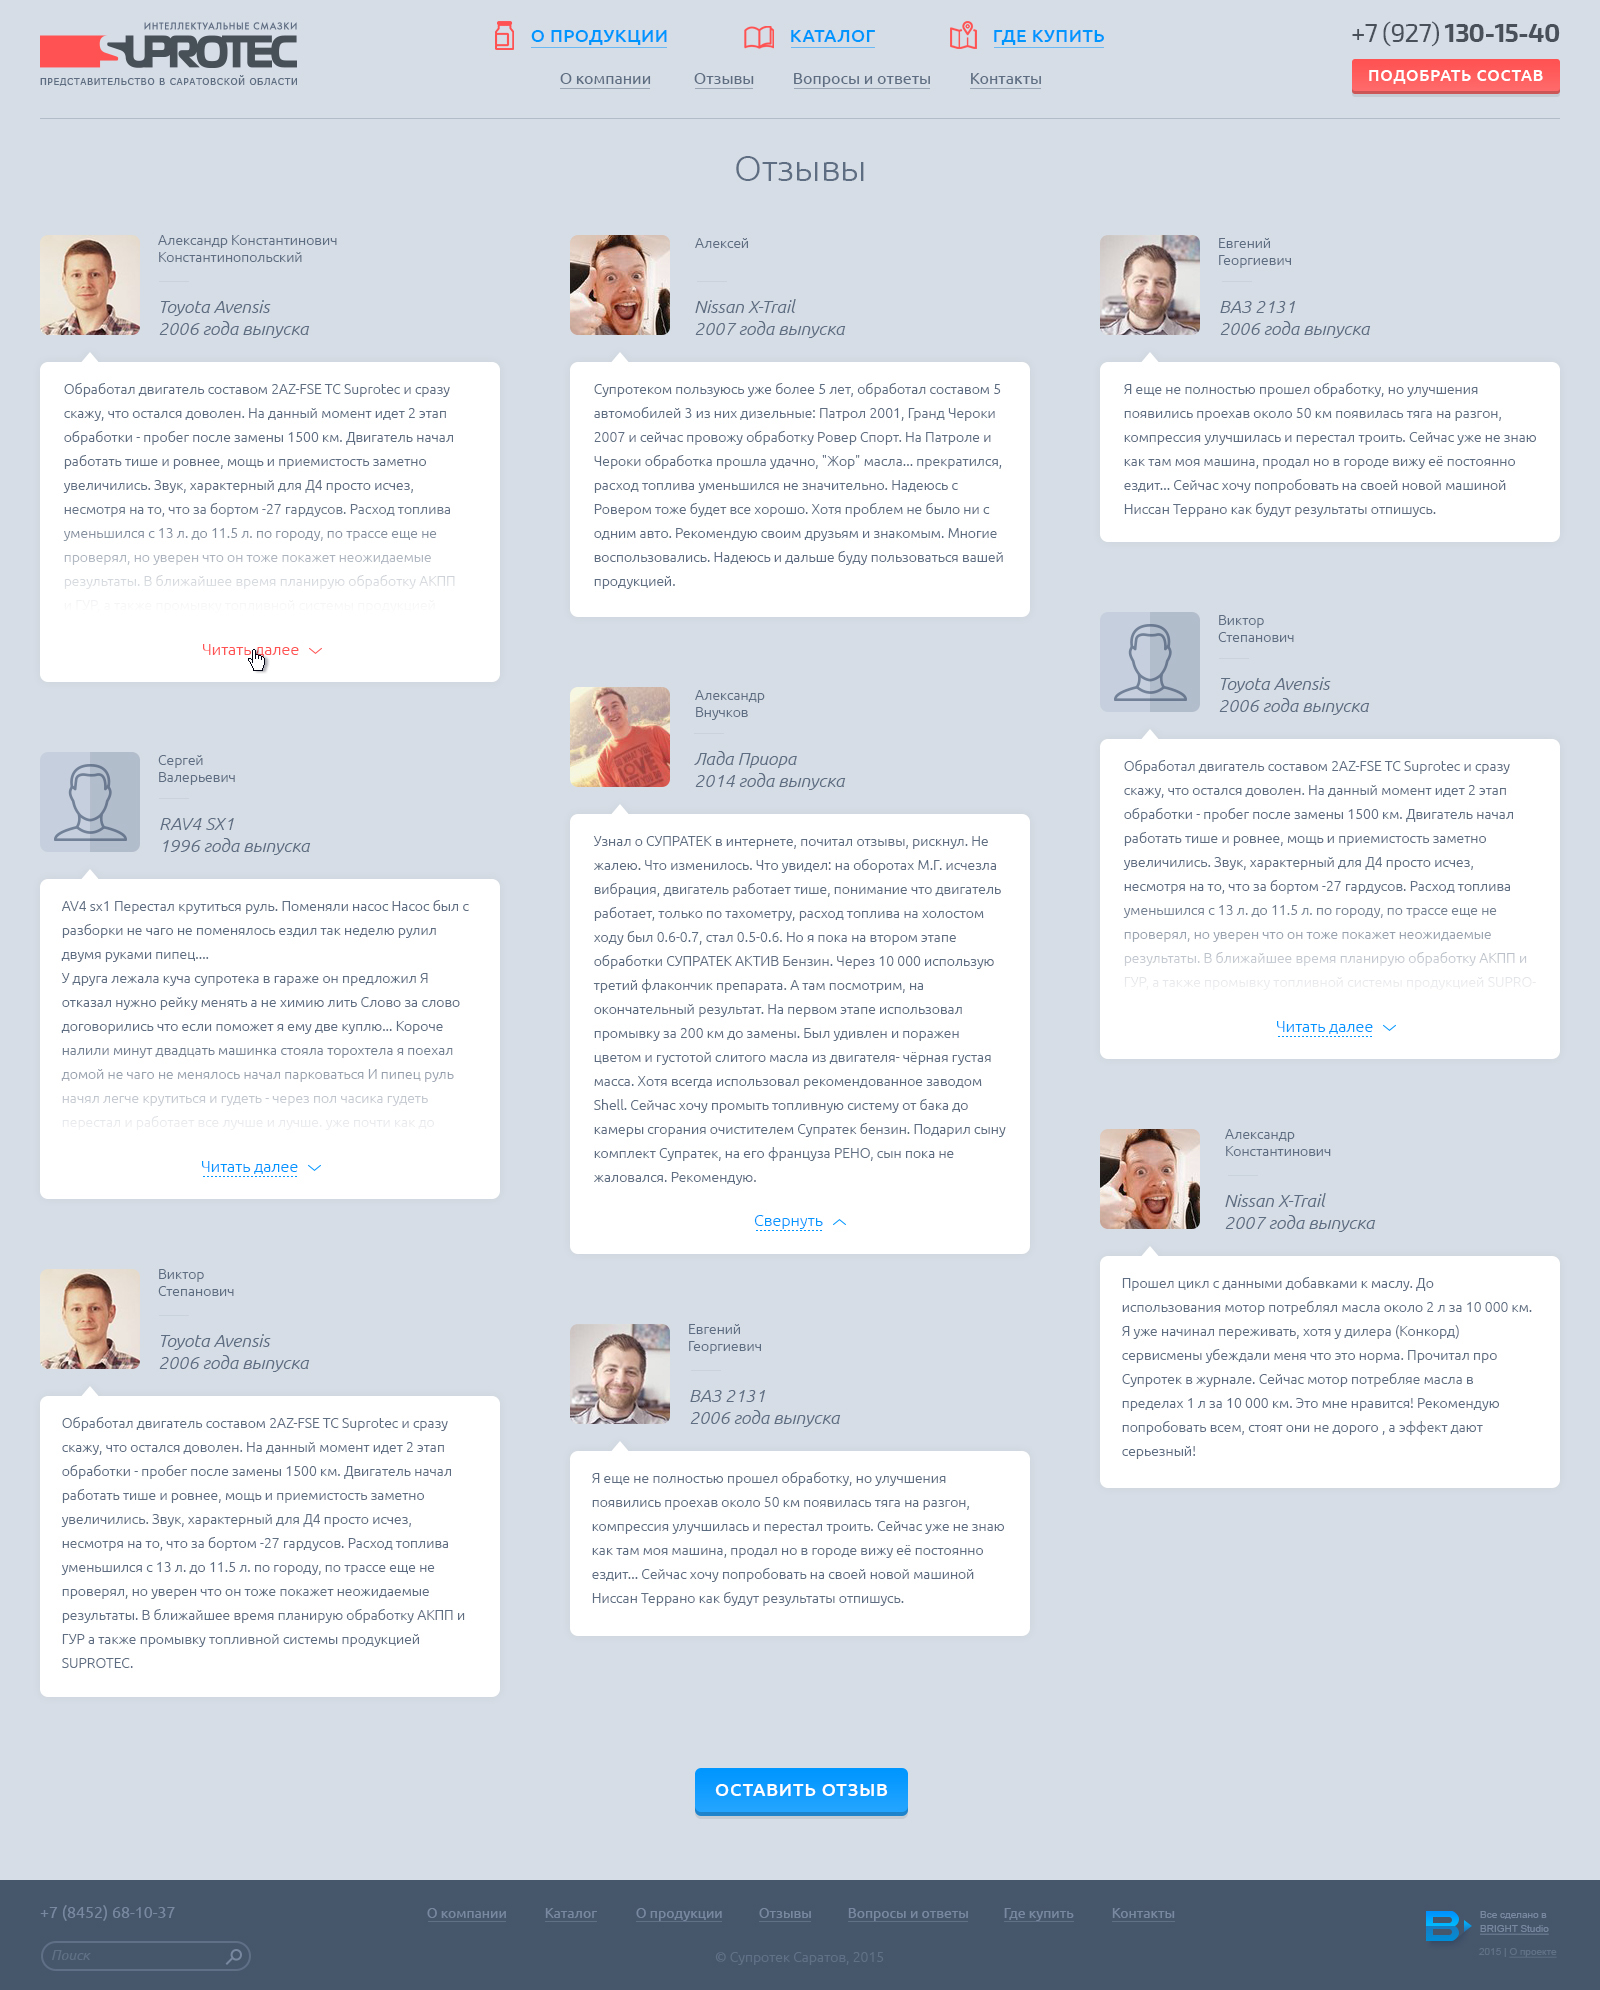 ИНТЕЛЛЕКТУАЛЬНЫЕ СМАЗКИ
SUPROTEC
ПРЕДСТАВИТЕЛЬСТВО В САРАТОВСКОЙ ОБЛАСТИ
О ПРОДУКЦИИ
КАТАЛОГ
ГДЕ КУПИТЬ
О компании
Отзывы
Вопросы и ответы
Контакты
+7 (927) 130-15-40
ПОДОБРАТЬ СОСТАВ
Отзывы
Александр Константинович
Константинопольский
Toyota Avensis
2006 года выпуска
Обработал двигатель составом 2AZ-FSE TC Suprotec и сразу
скажу, что остался доволен. На данный момент идет 2 этап
обработки - пробег после замены 1500 км. Двигатель начал
работать тише и ровнее, мощь и приемистость заметно
увеличились. Звук, характерный для Д4 просто исчез,
несмотря на то, что за бортом -27 гардусов. Расход топлива
уменьшился с 13 л. до 11.5 л. по городу, по трассе еще не
проверял, но уверен что он тоже покажет неожидаемые
результаты. В ближайшее время планирую обработку АКПП
и ГУР, а также промывку топливной системы продукцией
Читать далее
Сергей
Валерьевич
RAV4 SX1
1996 года выпуска
AV4 sx1 Перестал крутиться руль. Поменяли насос Насос был с
разборки не чаго не поменялось ездил так неделю рулил
двумя руками пипец....
У друга лежала куча супротека в гараже он предложил Я
отказал нужно рейку менять а не химию лить Слово за слово
договорились что если поможет я ему две куплю... Короче
налили минут двадцать машинка стояла торохтела я поехал
домой не чаго не менялось начал парковаться И пипец руль
начял легче крутиться и гудеть - через пол часика гудеть
перестал и работает все лучше и лучше. уже почти как до
Читать далее
Виктор
Степанович
Toyota Avensis
2006 года выпуска
Обработал двигатель составом 2AZ-FSE TC Suprotec и сразу
скажу, что остался доволен. На данный момент идет 2 этап
обработки - пробег после замены 1500 км. Двигатель начал
работать тише и ровнее, мощь и приемистость заметно
увеличились. Звук, характерный для Д4 просто исчез,
несмотря на то, что за бортом -27 гардусов. Расход топлива
уменьшился с 13 л. до 11.5 л. по городу, по трассе еще не
проверял, но уверен что он тоже покажет неожидаемые
результаты. В ближайшее время планирую обработку АКПП и
ГУР а также промывку топливной системы продукцией
SUPROTEC.
Алексей
Nissan X-Trail
2007 года выпуска
Супротеком пользуюсь уже более 5 лет, обработал составом 5
автомобилей 3 из них дизельные: Патрол 2001, Гранд Чероки
2007 и сейчас провожу обработку Ровер Спорт. На Патроле и
Чероки обработка прошла удачно, "Жор" масла... прекратился,
расход топлива уменьшился не значительно. Надеюсь с
Ровером тоже будет все хорошо. Хотя проблем не было ни с
одним авто. Рекомендую своим друзьям и знакомым. Многие
воспользовались. Надеюсь и дальше буду пользоваться вашей
продукцией.
Александр
Внучков
Лада Приора
2014 года выпуска
Узнал о СУПРАТЕК в интернете, почитал отзывы, рискнул. Не
жалею. Что изменилось. Что увидел: на оборотах М.Г. исчезла
вибрация, двигатель работает тише, понимание что двигатель
работает, только по тахометру, расход топлива на холостом
ходу был 0.6-0.7, стал 0.5-0.6. Но я пока на втором этапе
обработки СУПРАТЕК АКТИВ Бензин. Через 10 000 использую
третий флакончик препарата. А там посмотрим, на
окончательный результат. На первом этапе использовал
промывку за 200 км до замены. Был удивлен и поражен
цветом и густотой слитого масла из двигателя- чёрная густая
масса. Хотя всегда использовал рекомендованное заводом
Shell. Сейчас хочу промыть топливную систему от бака до
камеры сгорания очистителем Супратек бензин. Подарил сыну
комплект Супратек, на его француза РЕНО, сын пока не
жаловался. Рекомендую.
Свернуть
Евгений
Георгиевич
ВАЗ 2131
2006 года выпуска
Я еще не полностью прошел обработку, но улучшения
появились проехав около 50 км появилась тяга на разгон,
компрессия улучшилась и перестал троить. Сейчас уже не знаю
как там моя машина, продал но в городе вижу её постоянно
ездит... Сейчас хочу попробовать на своей новой машиной
Ниссан Террано как будут результаты отпишусь.
Евгений
Георгиевич
ВАЗ 2131
2006 года выпуска
Я еще не полностью прошел обработку, но улучшения
появились проехав около 50 км появилась тяга на разгон,
компрессия улучшилась и перестал троить. Сейчас уже не знаю
как там моя машина, продал но в городе вижу её постоянно
ездит... Сейчас хочу попробовать на своей новой машиной
Ниссан Террано как будут результаты отпишусь.
Виктор
Степанович
Toyota Avensis
2006 года выпуска
Обработал двигатель составом 2AZ-FSE TC Suprotec и сразу
скажу, что остался доволен. На данный момент идет 2 этап
обработки - пробег после замены 1500 км. Двигатель начал
работать тише и ровнее, мощь и приемистость заметно
увеличились. Звук, характерный для Д4 просто исчез,
несмотря на то, что за бортом -27 гардусов. Расход топлива
уменьшился с 13 л. до 11.5 л. по городу, по трассе еще не
проверял, но уверен что он тоже покажет неожидаемые
результаты. В ближайшее время планирую обработку АКПП и
ГУР, а также промывку топливной системы продукцией SUPRO-
Читать далее
Александр
Константинович
Nissan X-Trail
2007 года выпуска
Прошел цикл с данными добавками к маслу. До
использования мотор потреблял масла около 2 л за 10 000 км.
Я уже начинал переживать, хотя у дилера (Конкорд)
сервисмены убеждали меня что это норма. Прочитал про
Супротек в журнале. Сейчас мотор потребляе масла в
пределах 1 л за 10 000 км. Это мне нравится! Рекомендую
попробовать всем, стоят они не дорого , а эффект дают
серьезный!
ОСТАВИТЬ ОТЗЫВ
+7 (8452) 68-10-37
Поиск
О компании
Каталог
О продукции
Отзывы
Вопросы и ответы
Где купить
Контакты
© Супротек Саратов, 2015
Все сделано в
BRIGHT Studio
2015 | О проекте